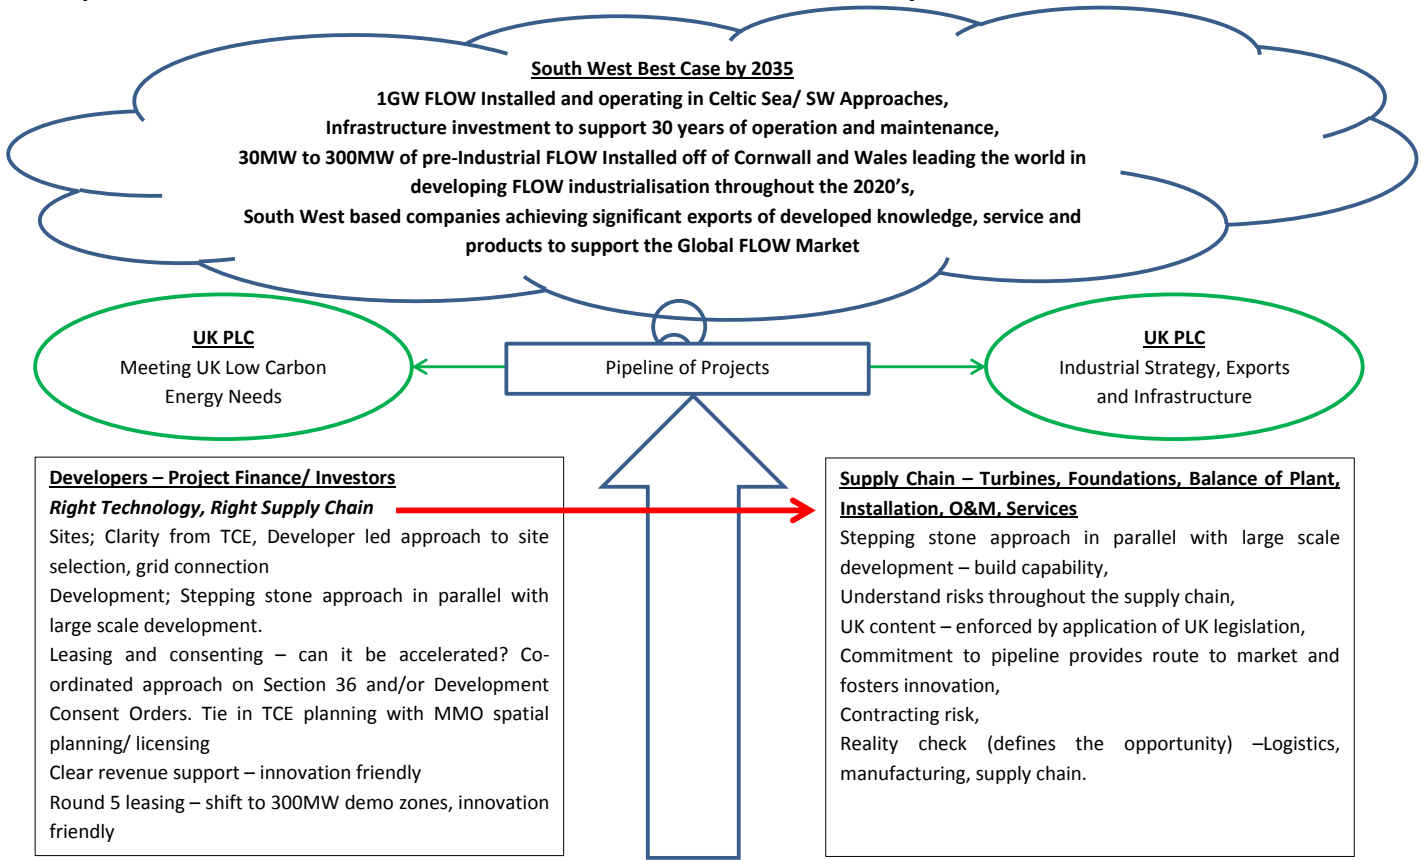 South West Best Case by 2035
1GW FLOW Installed and operating in Celtic Sea/ SW Approaches,
Infrastructure investment to support 30 years of operation and maintenance,
30MW to 300MW of pre-Industrial FLOW Installed off of Cornwall and Wales leading the world in
developing FLOW industrialisation throughout the 2020’s,
South West based companies achieving significant exports of developed knowledge, service and
products to support the Global FLOW Market
UK PLC
Meeting UK Low Carbon
Energy Needs
Pipeline of Projects
UK PLC
Industrial Strategy, Exports
and Infrastructure
Developers – Project Finance/ Investors
Right Technology, Right Supply Chain
Sites; Clarity from TCE, Developer led approach to site
selection, grid connection
Development; Stepping stone approach in parallel with
large scale development.
Leasing and consenting – can it be accelerated? Co-
ordinated approach on Section 36 and/or Development
Consent Orders. Tie in TCE planning with MMO spatial
planning/ licensing
Clear revenue support – innovation friendly
Round 5 leasing – shift to 300MW demo zones, innovation
friendly
Supply Chain – Turbines, Foundations, Balance of Plant,
Installation, O&M, Services
Stepping stone approach in parallel with large scale
development – build capability,
Understand risks throughout the supply chain,
UK content – enforced by application of UK legislation,
Commitment to pipeline provides route to market and
fosters innovation,
Contracting risk,
Reality check (defines the opportunity) –Logistics,
manufacturing, supply chain.